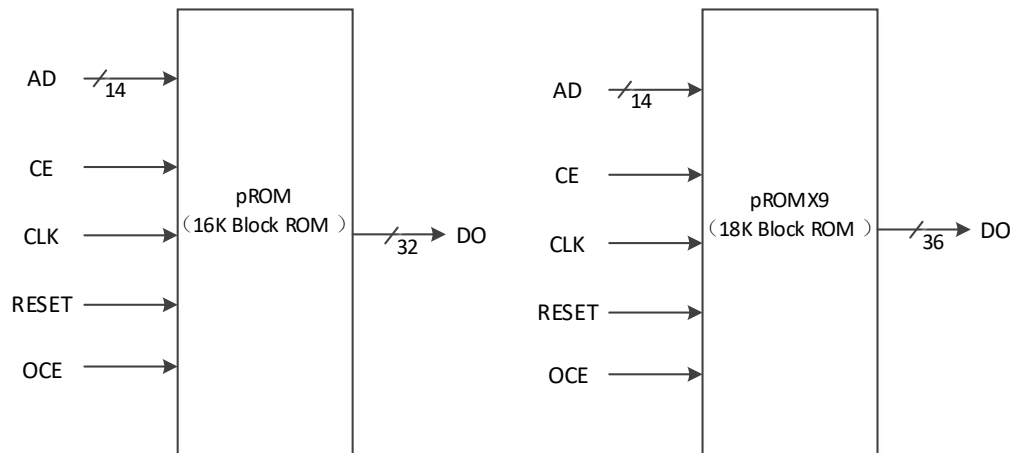 AD
14
CE
CLK
RESET
OCE
pROM
（16K Block ROM ）
32
DO
AD
14
CE
CLK
RESET
OCE
pROMX9
（18K Block ROM ）
36
DO